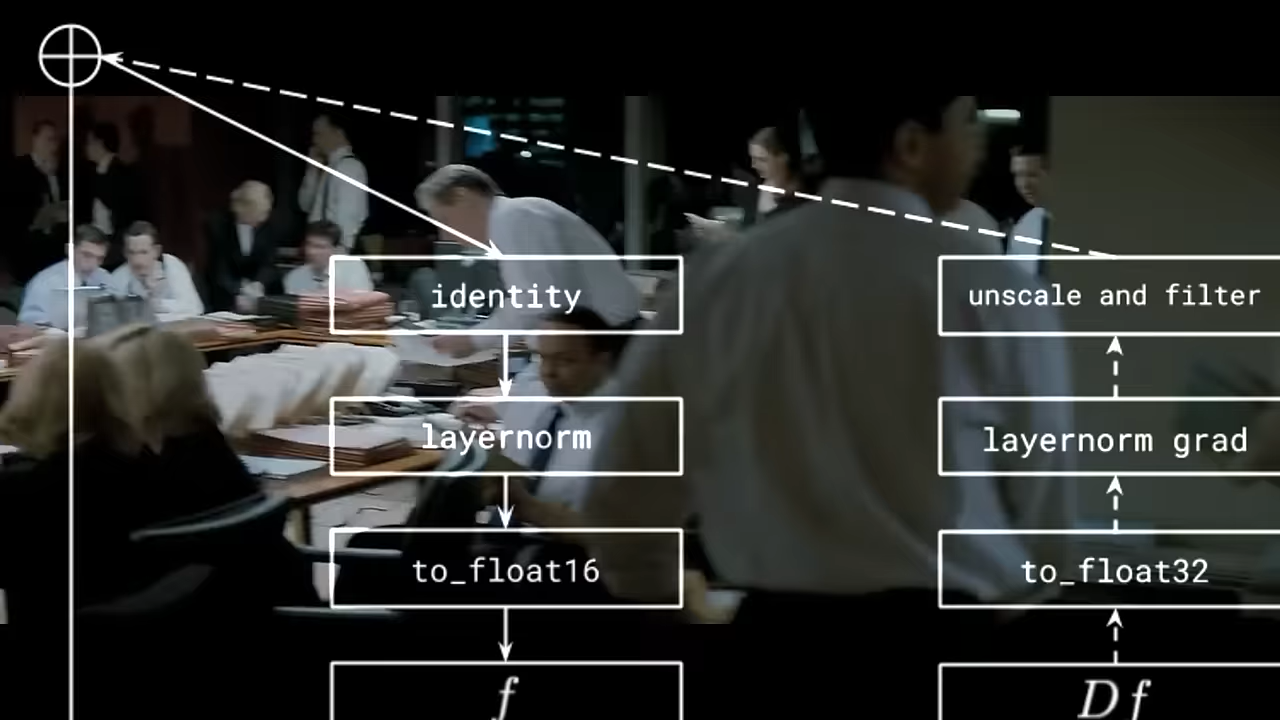 identity
unscale and filter
layernorm
layernorm grad
to_float16
to_float32
f
Df